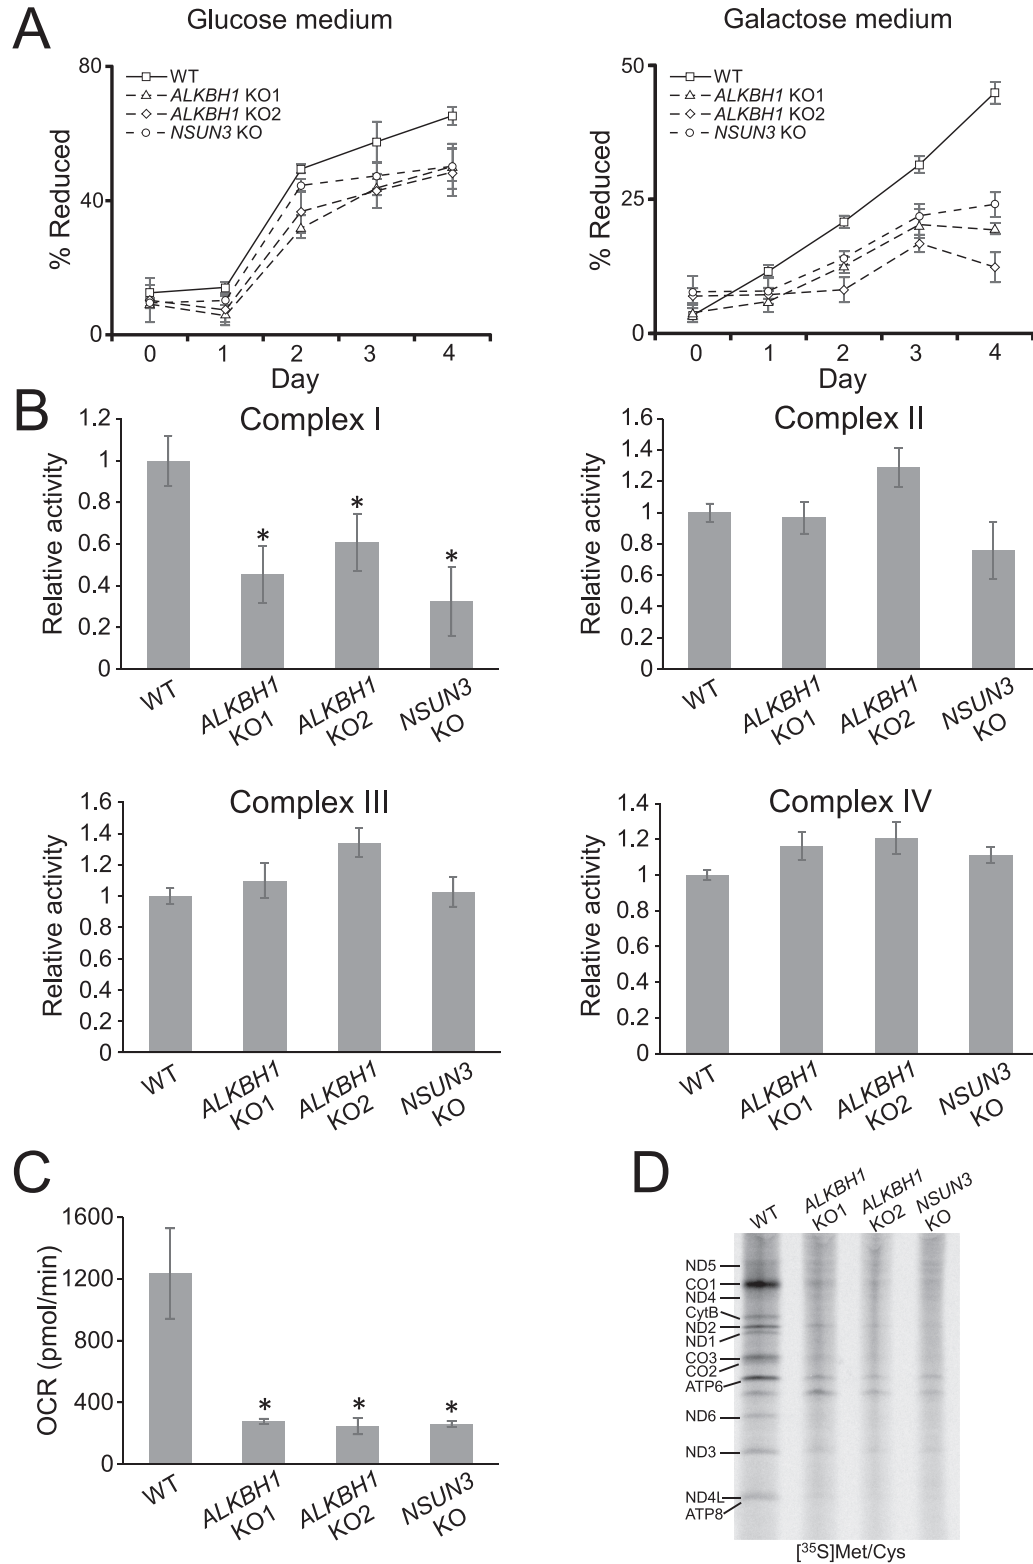 A
Glucose medium
Galactose medium
% Reduced
80
40
0
WT
ALKBH1 KO1
ALKBH1 KO2
NSUN3 KO
0 1 2 3 4
Day
% Reduced
50
25
0
WT
ALKBH1 KO1
ALKBH1 KO2
NSUN3 KO
0 1 2 3 4
Day
B
Complex I
Relative activity
1.2
1
0.8
0.6
0.4
0.2
0
* * *
WT
ALKBH1
KO1
ALKBH1
KO2
NSUN3
KO
Complex II
Relative activity
1.6
1.4
1.2
1
0.8
0.6
0.4
0.2
0
WT
ALKBH1
KO1
ALKBH1
KO2
NSUN3
KO
Complex III
Relative activity
1.6
1.4
1.2
1
0.8
0.6
0.4
0.2
0
WT
ALKBH1
KO1
ALKBH1
KO2
NSUN3
KO
Complex IV
Relative activity
1.4
1.2
1
0.8
0.6
0.4
0.2
0
WT
ALKBH1
KO1
ALKBH1
KO2
NSUN3
KO
C
OCR (pmol/min)
1600
1200
800
400
0
* * *
WT
ALKBH1
KO1
ALKBH1
KO2
NSUN3
KO
D
WT
ALKBH1
KO1
ALKBH1
KO2
NSUN3
KO
ND5
CO1
ND4
CytB
ND2
ND1
CO3
CO2
ATP6
ND6
ND3
ND4L
ATP8
[³⁵S]Met/Cys